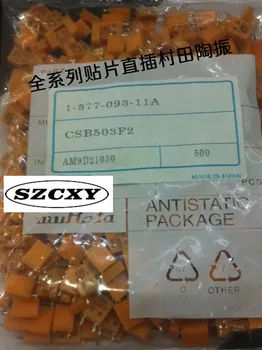 全系列贴片直插村田陶振
1-577-093-11A
CSB503F2
AM9D21030
500
PCS
MADE IN JAPAN
SZCXY
muRata
ANTISTATIC
PACKAGE
O OTHER